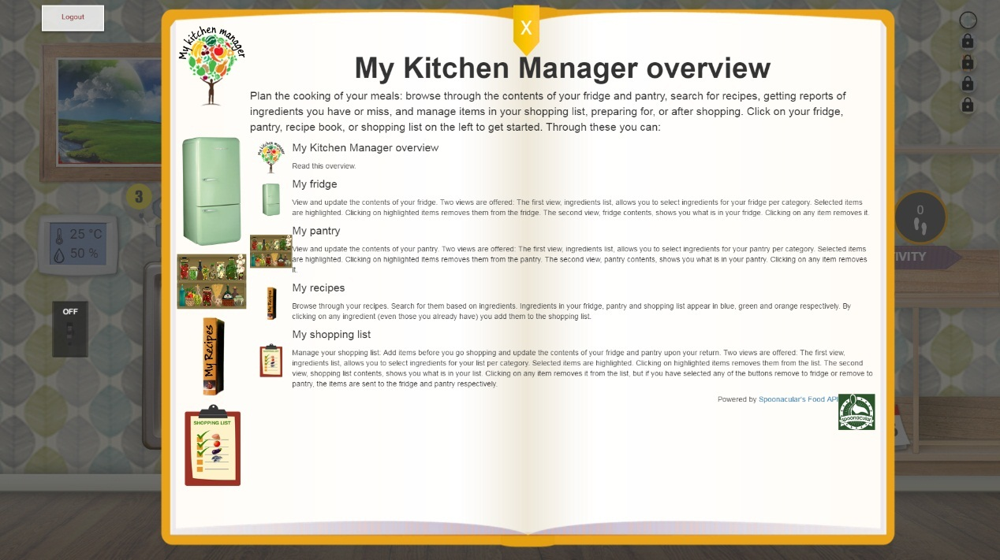 Logout
X
My kitchen manager
My Kitchen Manager overview
Plan the cooking of your meals: browse through the contents of your fridge and pantry, search for recipes, getting reports of
ingredients you have or miss, and manage items in your shopping list, preparing for, or after shopping. Click on your fridge,
pantry, recipe book, or shopping list on the left to get started. Through these you can:
My kitchen manager
My Kitchen Manager overview
Read this overview.
My fridge
View and update the contents of your fridge. Two views are offered: The first view, ingredients list, allows you to select ingredients for your fridge per category. Selected items
are highlighted. Clicking on highlighted items removes them from the fridge. The second view, fridge contents, shows you what is in your fridge. Clicking on any item removes it.
My pantry
View and update the contents of your pantry. Two views are offered: The first view, ingredients list, allows you to select ingredients for your pantry per category. Selected items
are highlighted. Clicking on highlighted items removes them from the pantry. The second view, pantry contents, shows you what is in your pantry. Clicking on any item removes
it.
My recipes
Browse through your recipes. Search for them based on ingredients. Ingredients in your fridge, pantry and shopping list appear in blue, green and orange respectively. By
clicking on any ingredient (even those you already have) you add them to the shopping list.
My Recipes
My shopping list
Manage your shopping list: Add items before you go shopping and update the contents of your fridge and pantry upon your return. Two views are offered. The first view,
ingredients list, allows you to select ingredients for your list per category. Selected items are highlighted. Clicking on highlighted items removes them from the list. The second
view, shopping list contents, shows you what is in your list. Clicking on any item removes it from the list, but if you have selected any of the buttons remove to fridge or remove to
pantry, the items are sent to the fridge and pantry respectively.
Powered by Spoonacular's Food API
spoonacular
My Recipes
SHOPPING LIST
3
25 °C
50 %
OFF
0
IVITY